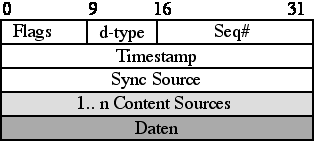 0 9 16 31
Flags d-type Seq#
Timestamp
Sync Source
1.. n Content Sources
Daten